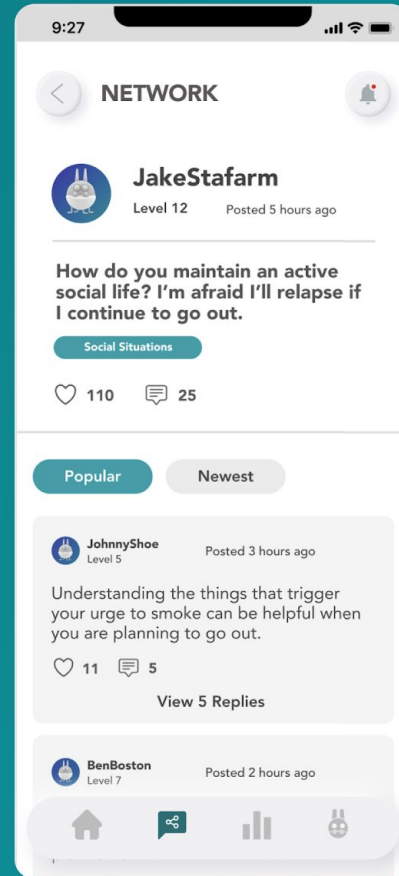 9:27
NETWORK
JakeStafarm
Level 12 Posted 5 hours ago
How do you maintain an active
social life? I'm afraid I'll relapse if
I continue to go out.
Social Situations
110 25
Popular Newest
JohnnyShoe
Level 5 Posted 3 hours ago
Understanding the things that trigger
your urge to smoke can be helpful when
you are planning to go out.
11 5
View 5 Replies
BenBoston
Level 7 Posted 2 hours ago